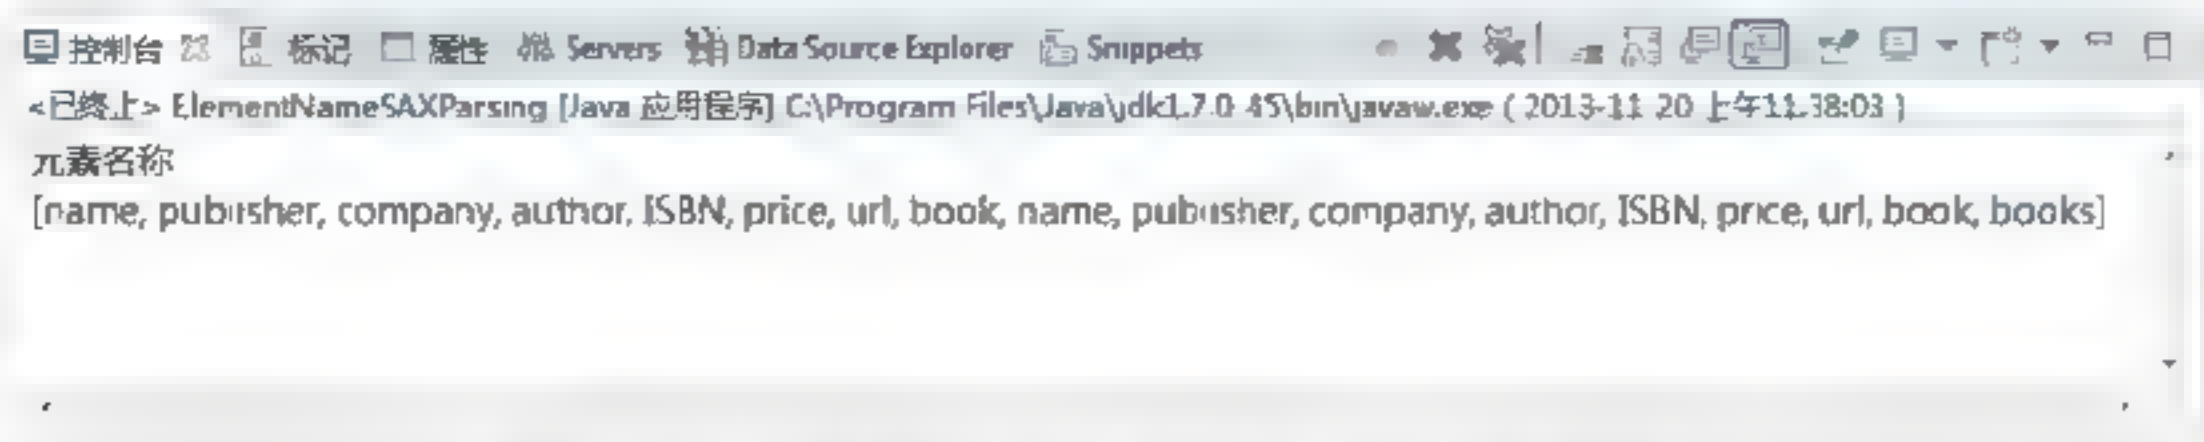 控制台 标记 属性 Servers Data Source Explorer Snippets
<已终止> ElementNameSAXParsing [Java 应用程序] C:\Program Files\Java\jdk1.7.0_45\bin\javaw.exe ( 2013-11-20 上午11:38:03 )
元素名称
[name, publisher, company, author, ISBN, price, url, book, name, publisher, company, author, ISBN, price, url, book, books]